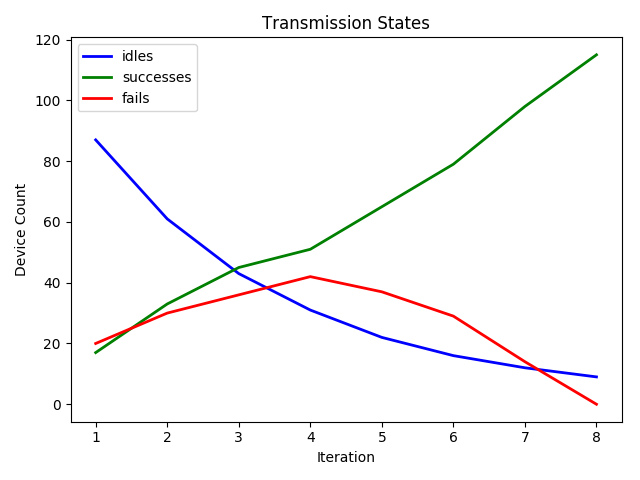 Transmission States
idles
successes
fails
Device Count
120
100
80
60
40
20
0
1 2 3 4 5 6 7 8
Iteration